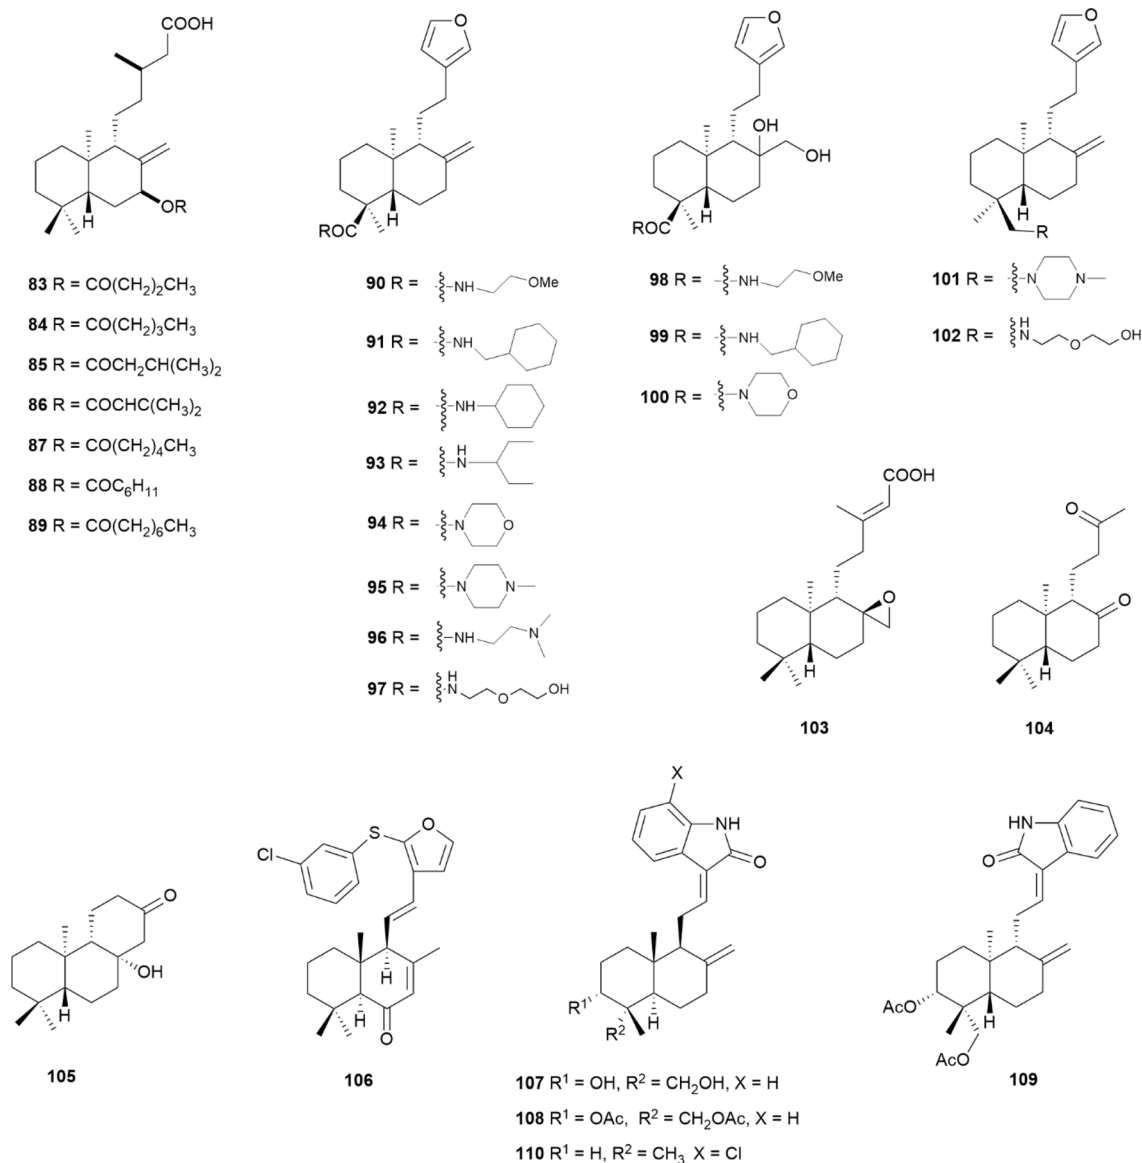 COOH
OR
H
83 R = CO(CH2)2CH3
84 R = CO(CH2)3CH3
85 R = COCH2CH(CH3)2
86 R = COCHC(CH3)2
87 R = CO(CH2)4CH3
88 R = COC6H11
89 R = CO(CH2)6CH3
O
ROC
H
90 R = NH OMe
91 R = NH
92 R = NH
93 R = H N
94 R = N O
95 R = N N
96 R = NH N
97 R = H N O OH
O
OH
OH
ROC
H
98 R = NH OMe
99 R = NH
100 R = N O
O
H
R
101 R = N N
102 R = H N O OH
COOH
O
H
103
O
O
H
104
O
OH
H
105
Cl
S
O
H
H
O
106
X
NH
O
H
R1
R2
107 R1 = OH, R2 = CH2OH, X = H
108 R1 = OAc, R2 = CH2OAc, X = H
110 R1 = H, R2 = CH3 X = Cl
HN
O
AcO
H
AcO
109